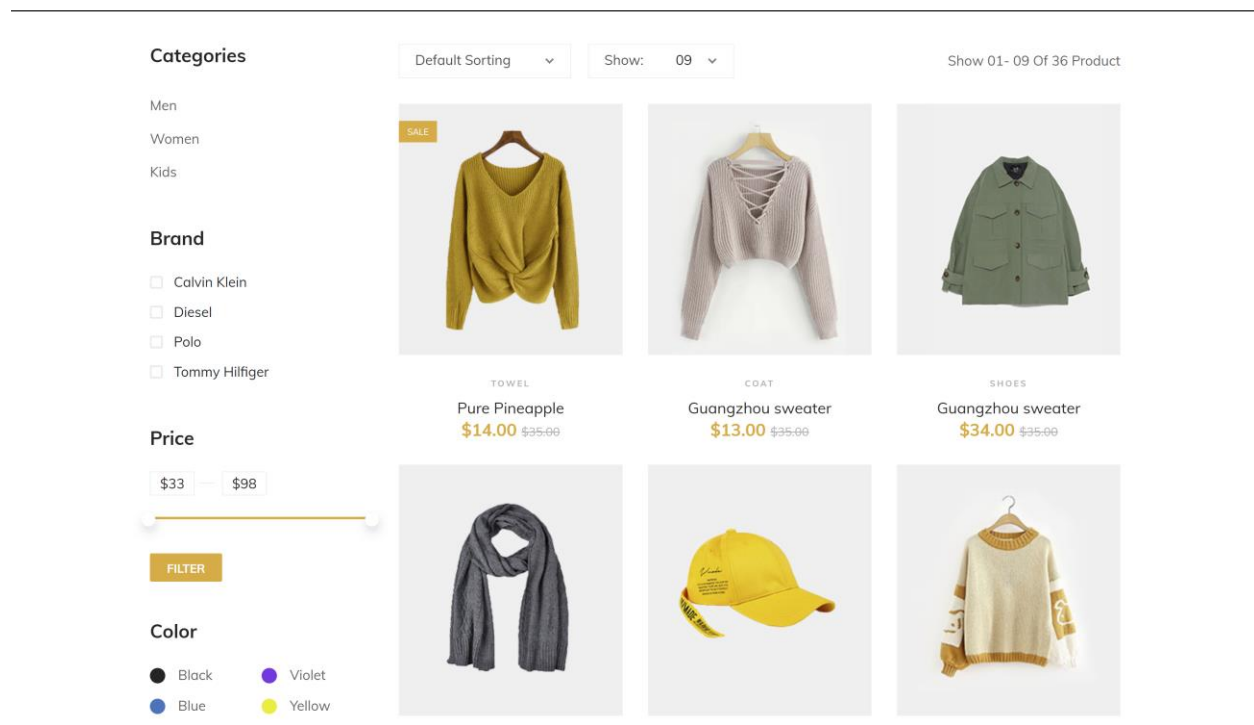 Categories
Men
Women
Kids
Brand
Calvin Klein
Diesel
Polo
Tommy Hilfiger
Price
$33 $98
FILTER
Color
Black Violet
Blue Yellow
Default Sorting Show: 09 Show 01- 09 Of 36 Product
SALE
TOWEL
Pure Pineapple
$14.00 $35.00
COAT
Guangzhou sweater
$13.00 $35.00
SHOES
Guangzhou sweater
$34.00 $35.00